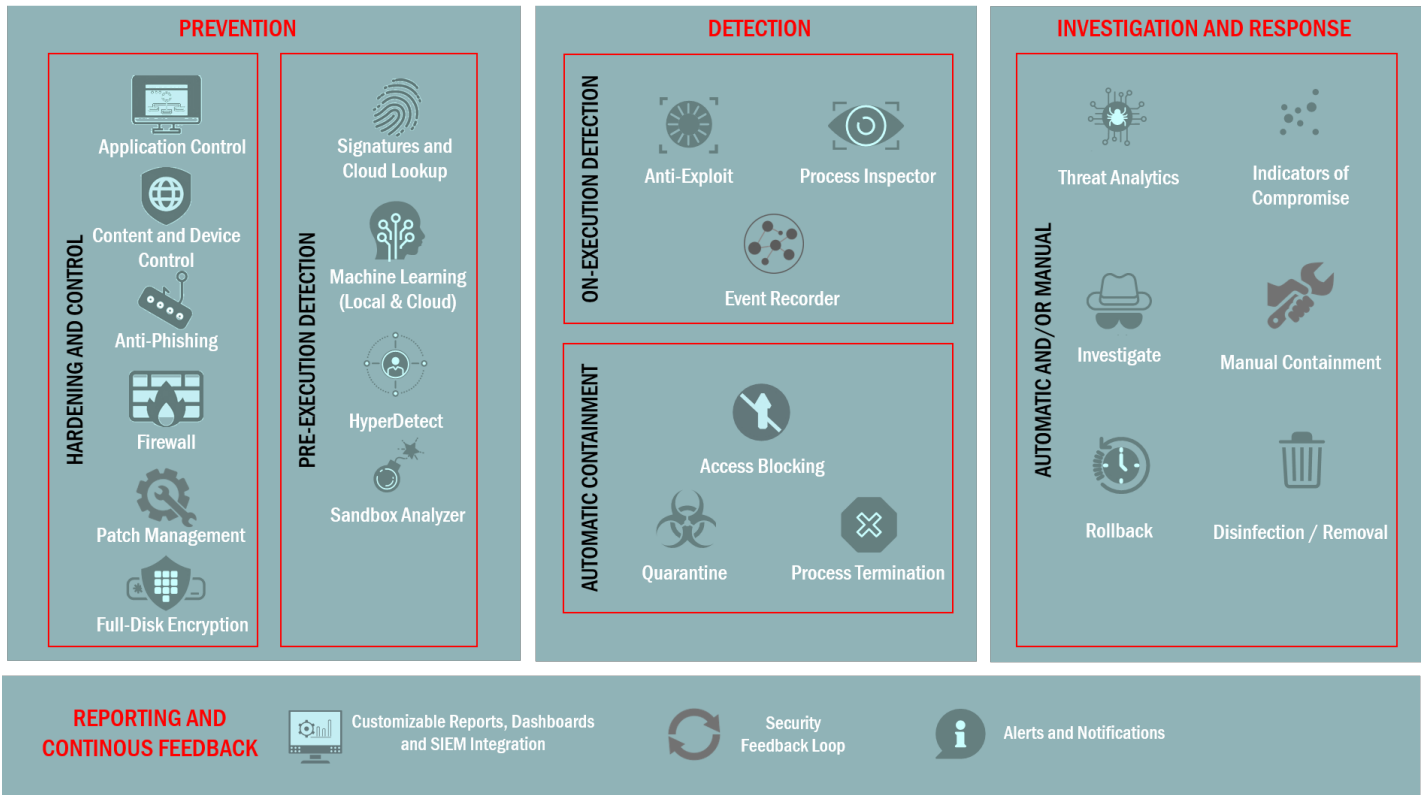 PREVENTION
HARDENING AND CONTROL
Application Control
Content and Device
Control
Anti-Phishing
Firewall
Patch Management
Full-Disk Encryption
PRE-EXECUTION DETECTION
Signatures and
Cloud Lookup
Machine Learning
(Local & Cloud)
HyperDetect
Sandbox Analyzer
DETECTION
ON-EXECUTION DETECTION
Anti-Exploit
Process Inspector
Event Recorder
AUTOMATIC CONTAINMENT
Access Blocking
Quarantine
Process Termination
INVESTIGATION AND RESPONSE
AUTOMATIC AND/OR MANUAL
Threat Analytics
Indicators of
Compromise
Investigate
Manual Containment
Rollback
Disinfection / Removal
REPORTING AND
CONTINOUS FEEDBACK
Customizable Reports, Dashboards
and SIEM Integration
Security
Feedback Loop
Alerts and Notifications